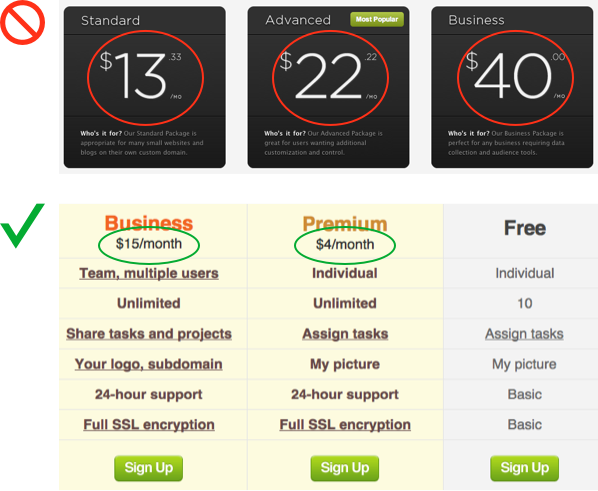 Standard
$13.33 /MO
Who's it for? Our Standard Package is
appropriate for many small websites and
blogs on their own custom domain.
Advanced Most Popular
$22.22 /MO
Who's it for? Our Advanced Package is
great for users wanting additional
customization and control.
Business
$40.00 /MO
Who's it for? Our Business Package is
perfect for any business requiring data
collection and audience tools.
Business Premium Free
$15/month $4/month
Team, multiple users Individual Individual
Unlimited Unlimited 10
Share tasks and projects Assign tasks Assign tasks
Your logo, subdomain My picture My picture
24-hour support 24-hour support Basic
Full SSL encryption Full SSL encryption Basic
Sign Up Sign Up Sign Up